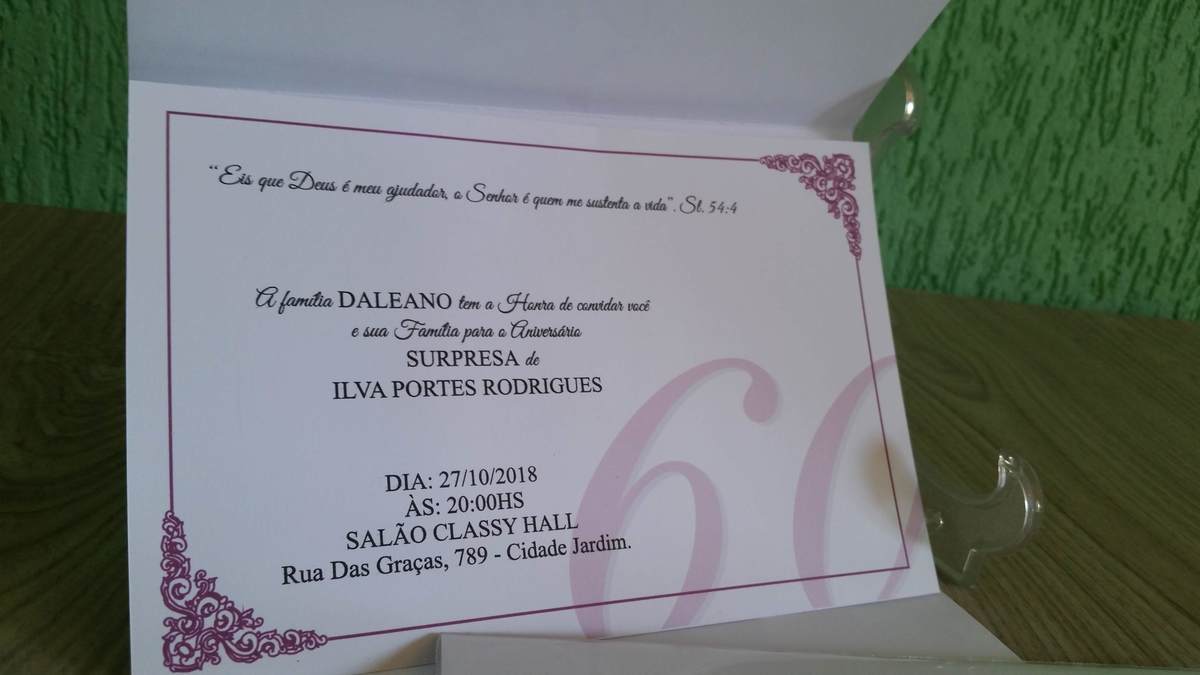 “Eis que Deus é meu ajudador, o Senhor é quem me sustenta a vida”. Sl. 54:4
A família DALEANO tem a Honra de convidar você
e sua Família para o Aniversário
SURPRESA de
ILVA PORTES RODRIGUES
60
DIA: 27/10/2018
ÀS: 20:00HS
SALÃO CLASSY HALL
Rua Das Graças, 789 - Cidade Jardim.